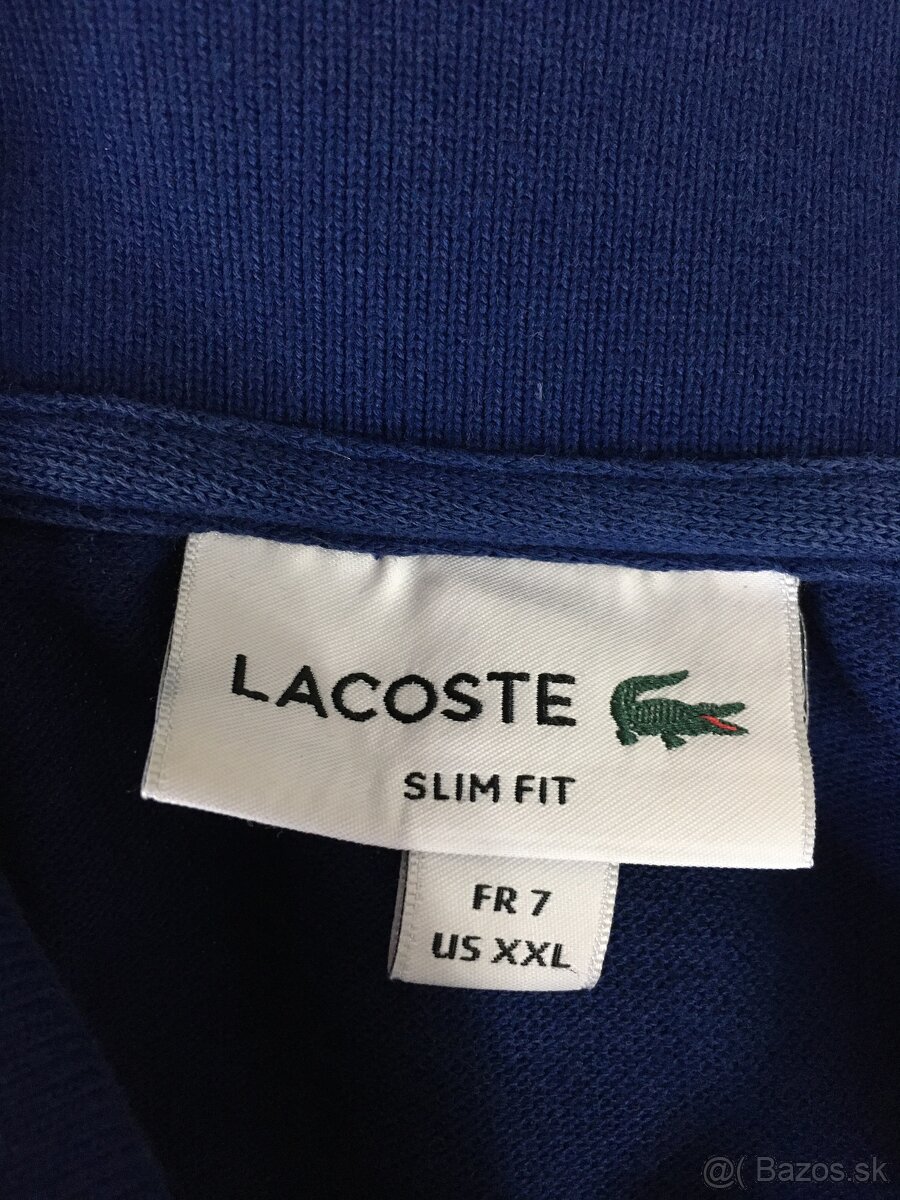 LACOSTE
SLIM FIT
FR 7
US XXL
@( Bazos.sk